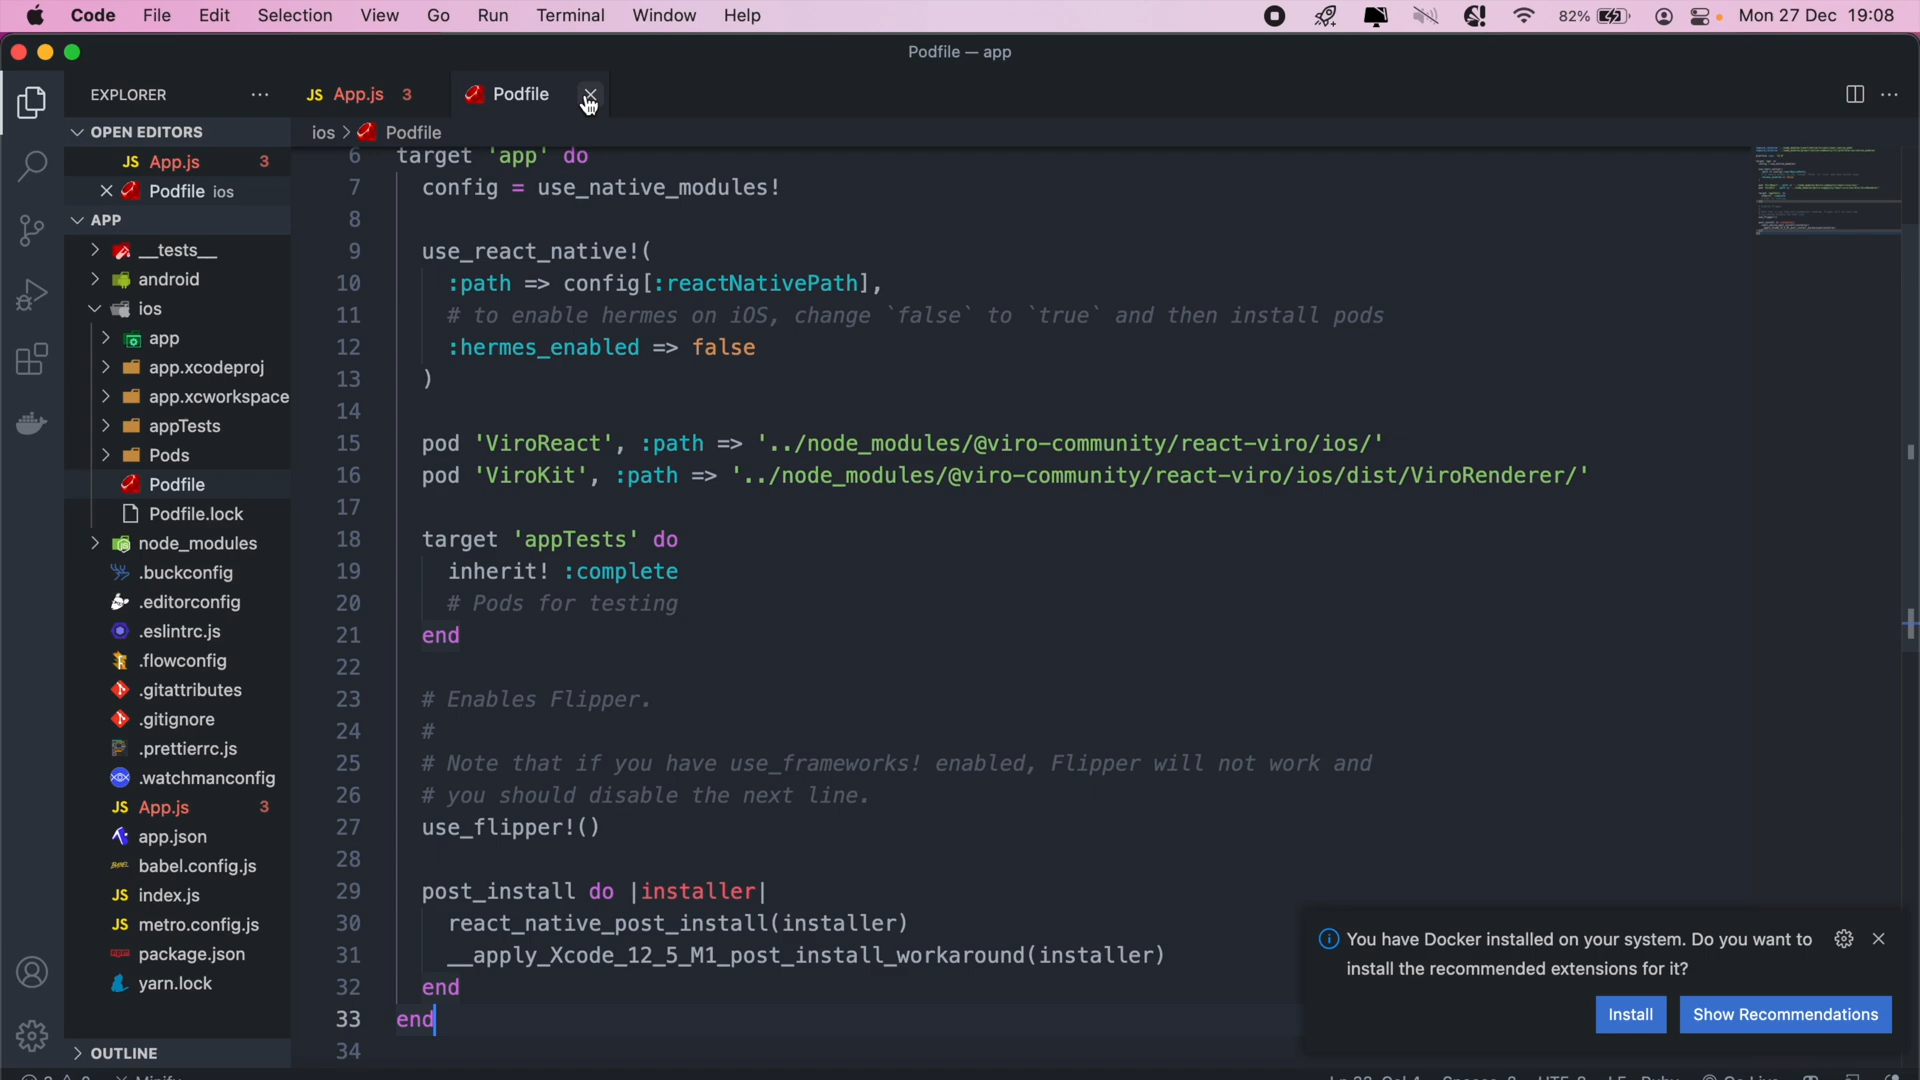 Code File Edit Selection View Go Run Terminal Window Help 82% Mon 27 Dec 19:08
Podfile — app
EXPLORER
JS App.js 3
Podfile
OPEN EDITORS
JS App.js 3
Podfile ios
APP
__tests__
android
ios
app
app.xcodeproj
app.xcworkspace
appTests
Pods
Podfile
Podfile.lock
node_modules
.buckconfig
.editorconfig
.eslintrc.js
.flowconfig
.gitattributes
.gitignore
.prettierrc.js
.watchmanconfig
JS App.js 3
app.json
babel.config.js
JS index.js
JS metro.config.js
package.json
yarn.lock
OUTLINE
ios > Podfile
6 target 'app' do
7 config = use_native_modules!
8
9 use_react_native!(
10 :path => config[:reactNativePath],
11 # to enable hermes on iOS, change `false` to `true` and then install pods
12 :hermes_enabled => false
13 )
14
15 pod 'ViroReact', :path => '../node_modules/@viro-community/react-viro/ios/'
16 pod 'ViroKit', :path => '../node_modules/@viro-community/react-viro/ios/dist/ViroRenderer/'
17
18 target 'appTests' do
19 inherit! :complete
20 # Pods for testing
21 end
22
23 # Enables Flipper.
24 #
25 # Note that if you have use_frameworks! enabled, Flipper will not work and
26 # you should disable the next line.
27 use_flipper!()
28
29 post_install do |installer|
30 react_native_post_install(installer)
31 __apply_Xcode_12_5_M1_post_install_workaround(installer)
32 end
33 end
34
You have Docker installed on your system. Do you want to
install the recommended extensions for it?
Install
Show Recommendations